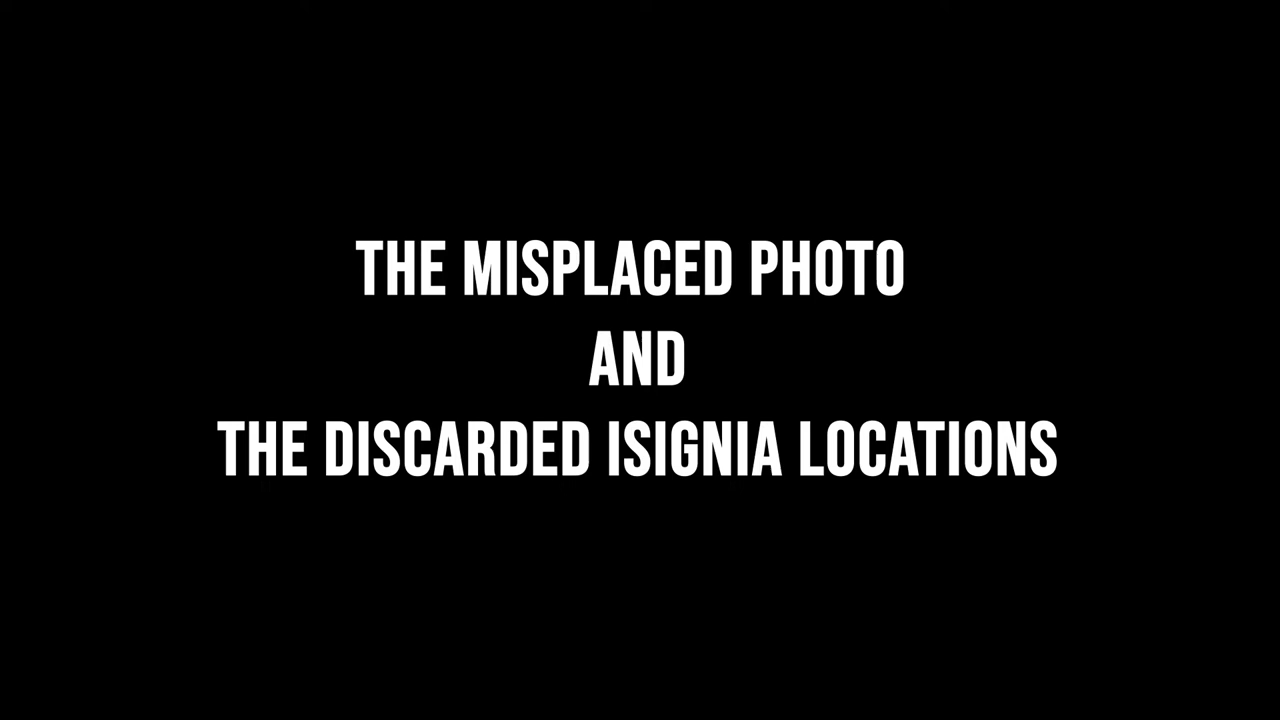 THE MISPLACED PHOTO
AND
THE DISCARDED ISIGNIA LOCATIONS